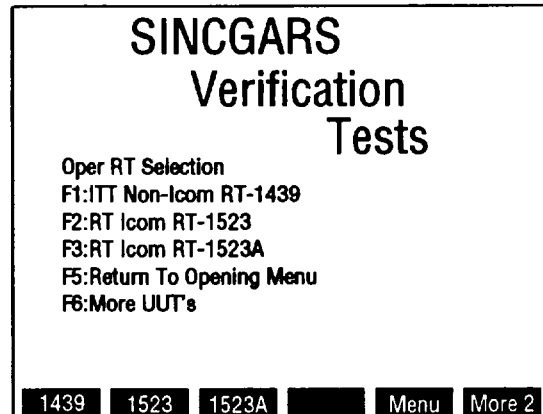 SINCGARS
Verification
Tests
Oper RT Selection
F1:ITT Non-Icom RT-1439
F2:RT Icom RT-1523
F3:RT Icom RT-1523A
F5:Return To Opening Menu
F6:More UUT's
1439 1523 1523A Menu More 2